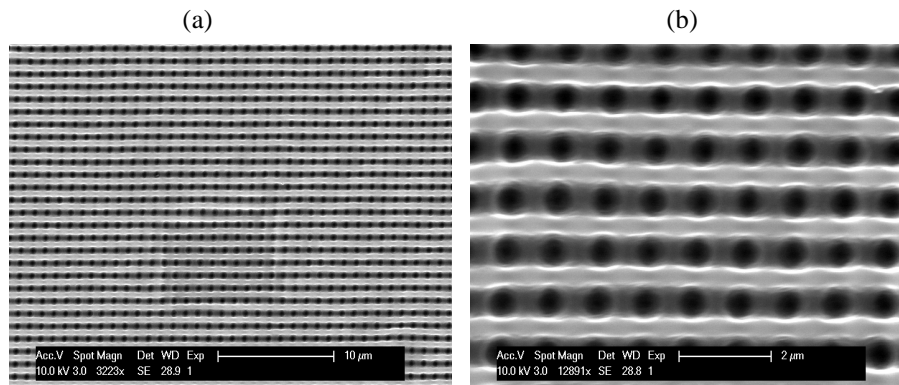 (a) (b)
Acc.V Spot Magn Det WD Exp 10 µm
10.0 kV 3.0 3223x SE 28.9 1
Acc.V Spot Magn Det WD Exp 2 µm
10.0 kV 3.0 12891x SE 28.8 1